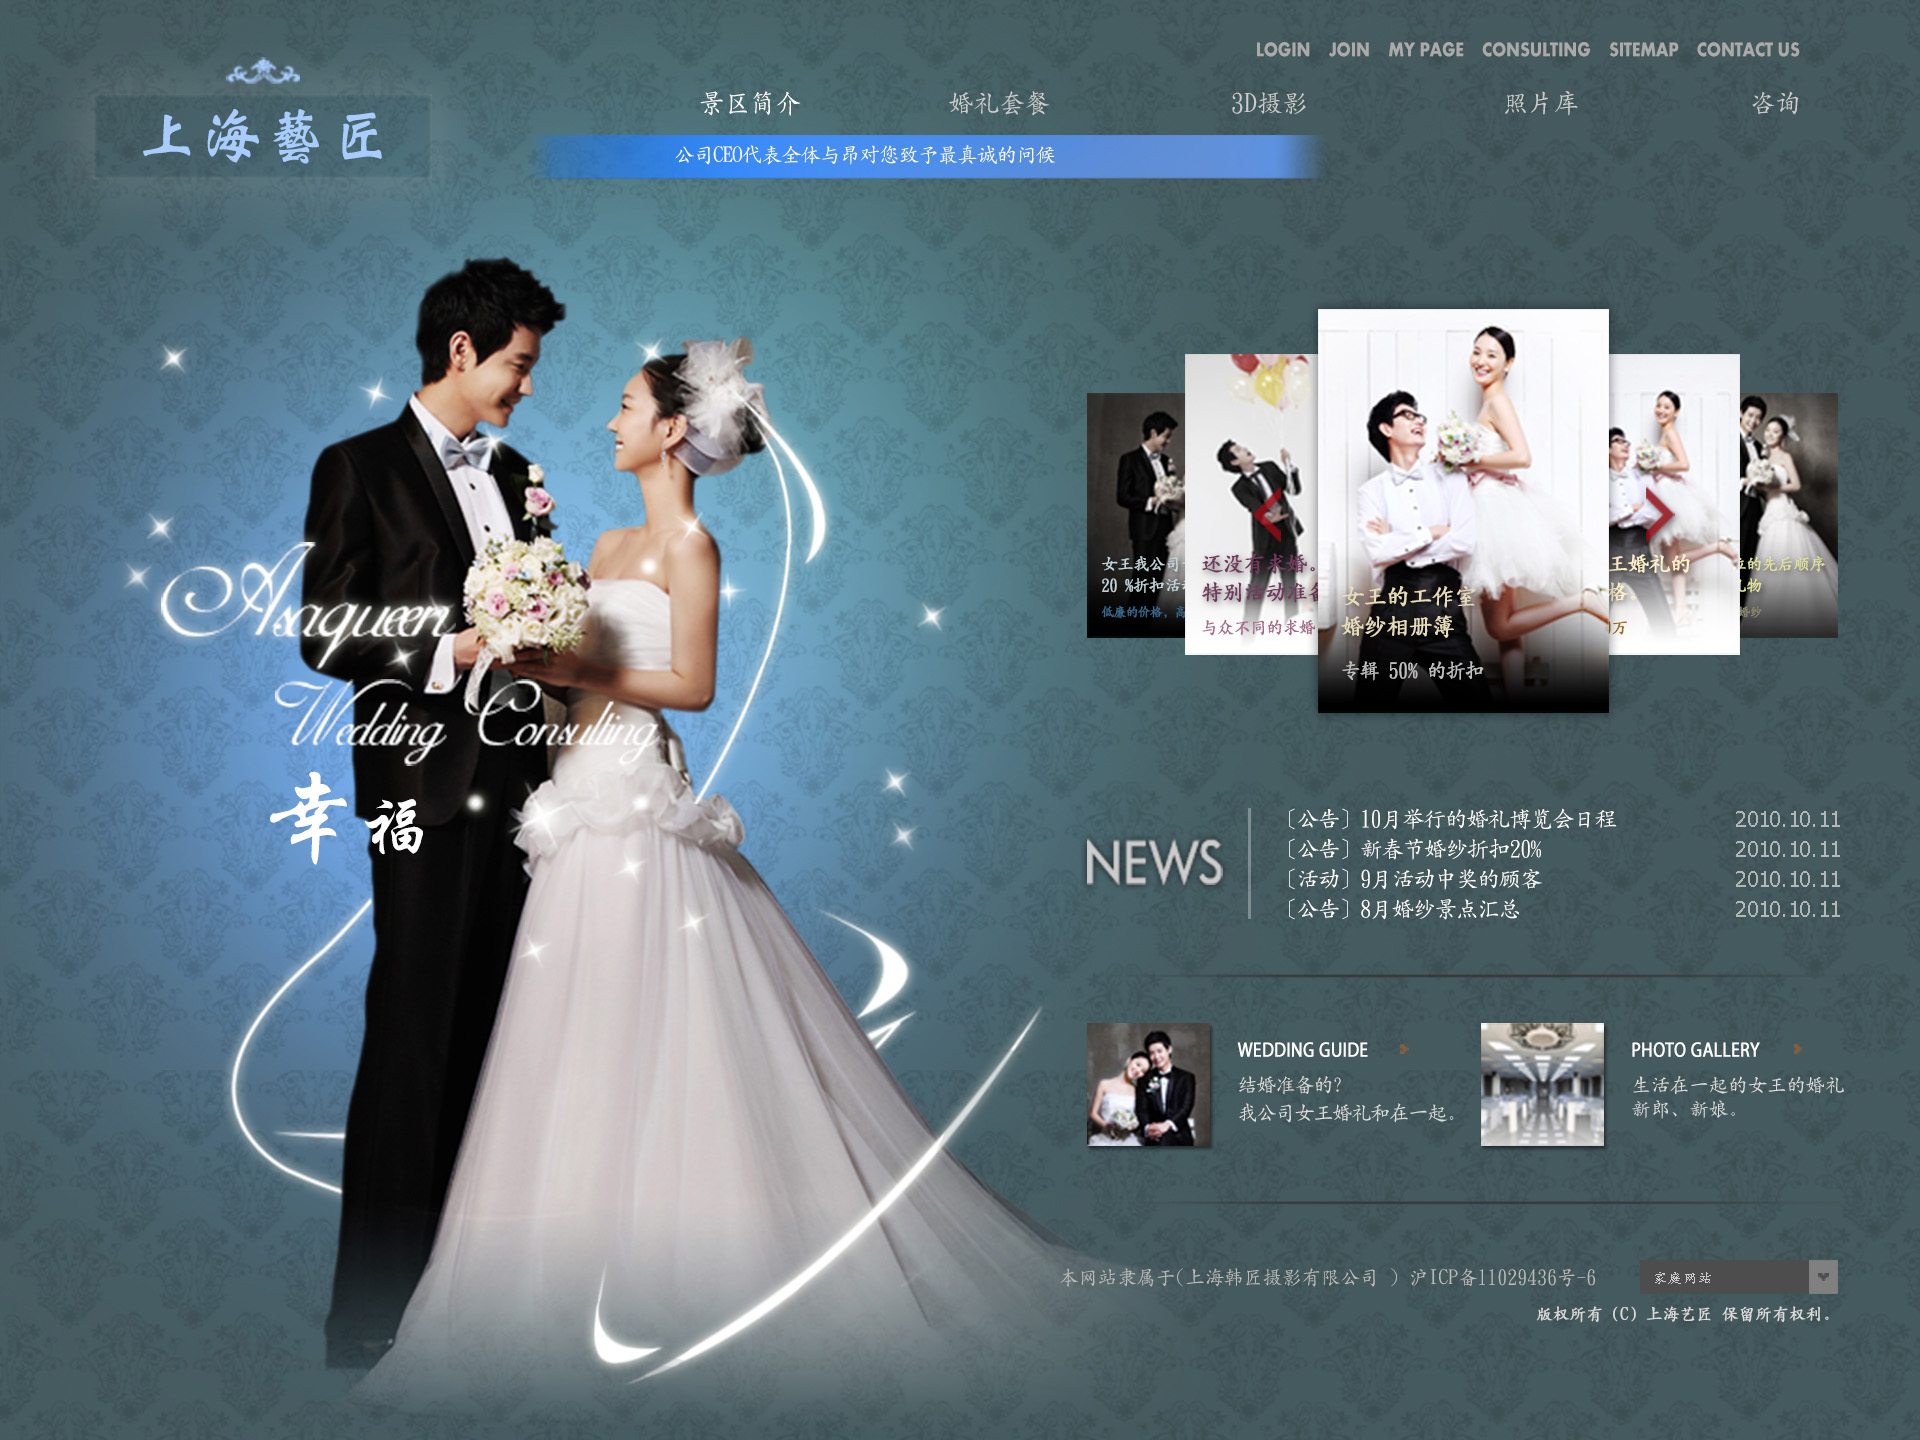 LOGIN JOIN MY PAGE CONSULTING SITEMAP CONTACT US
上海藝匠
景区简介 婚礼套餐 3D摄影 照片库 咨询
公司CEO代表全体与昂对您致予最真诚的问候
Asaqueen
Wedding Consulting
幸福
女王我公司
20 %折扣活动
低廉的价格，高
还没有求婚。
特别活动准备
与众不同的求婚
女王的工作室
婚纱相册簿
专辑 50% 的折扣
王婚礼的
格。
万
位的先后顺序
礼物
婚纱
NEWS
〔公告〕10月举行的婚礼博览会日程 2010.10.11
〔公告〕新春节婚纱折扣20% 2010.10.11
〔活动〕9月活动中奖的顾客 2010.10.11
〔公告〕8月婚纱景点汇总 2010.10.11
WEDDING GUIDE
结婚准备的?
我公司女王婚礼和在一起。
PHOTO GALLERY
生活在一起的女王的婚礼
新郎、新娘。
本网站隶属于(上海韩匠摄影有限公司 ) 沪ICP备11029436号-6
家庭网站
版权所有 (C) 上海艺匠 保留所有权利。